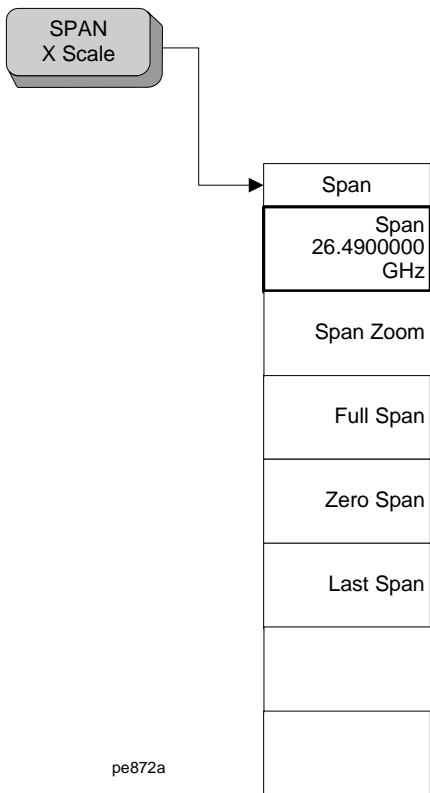 SPAN
X Scale
Span
Span
26.4900000
GHz
Span Zoom
Full Span
Zero Span
Last Span
pe872a